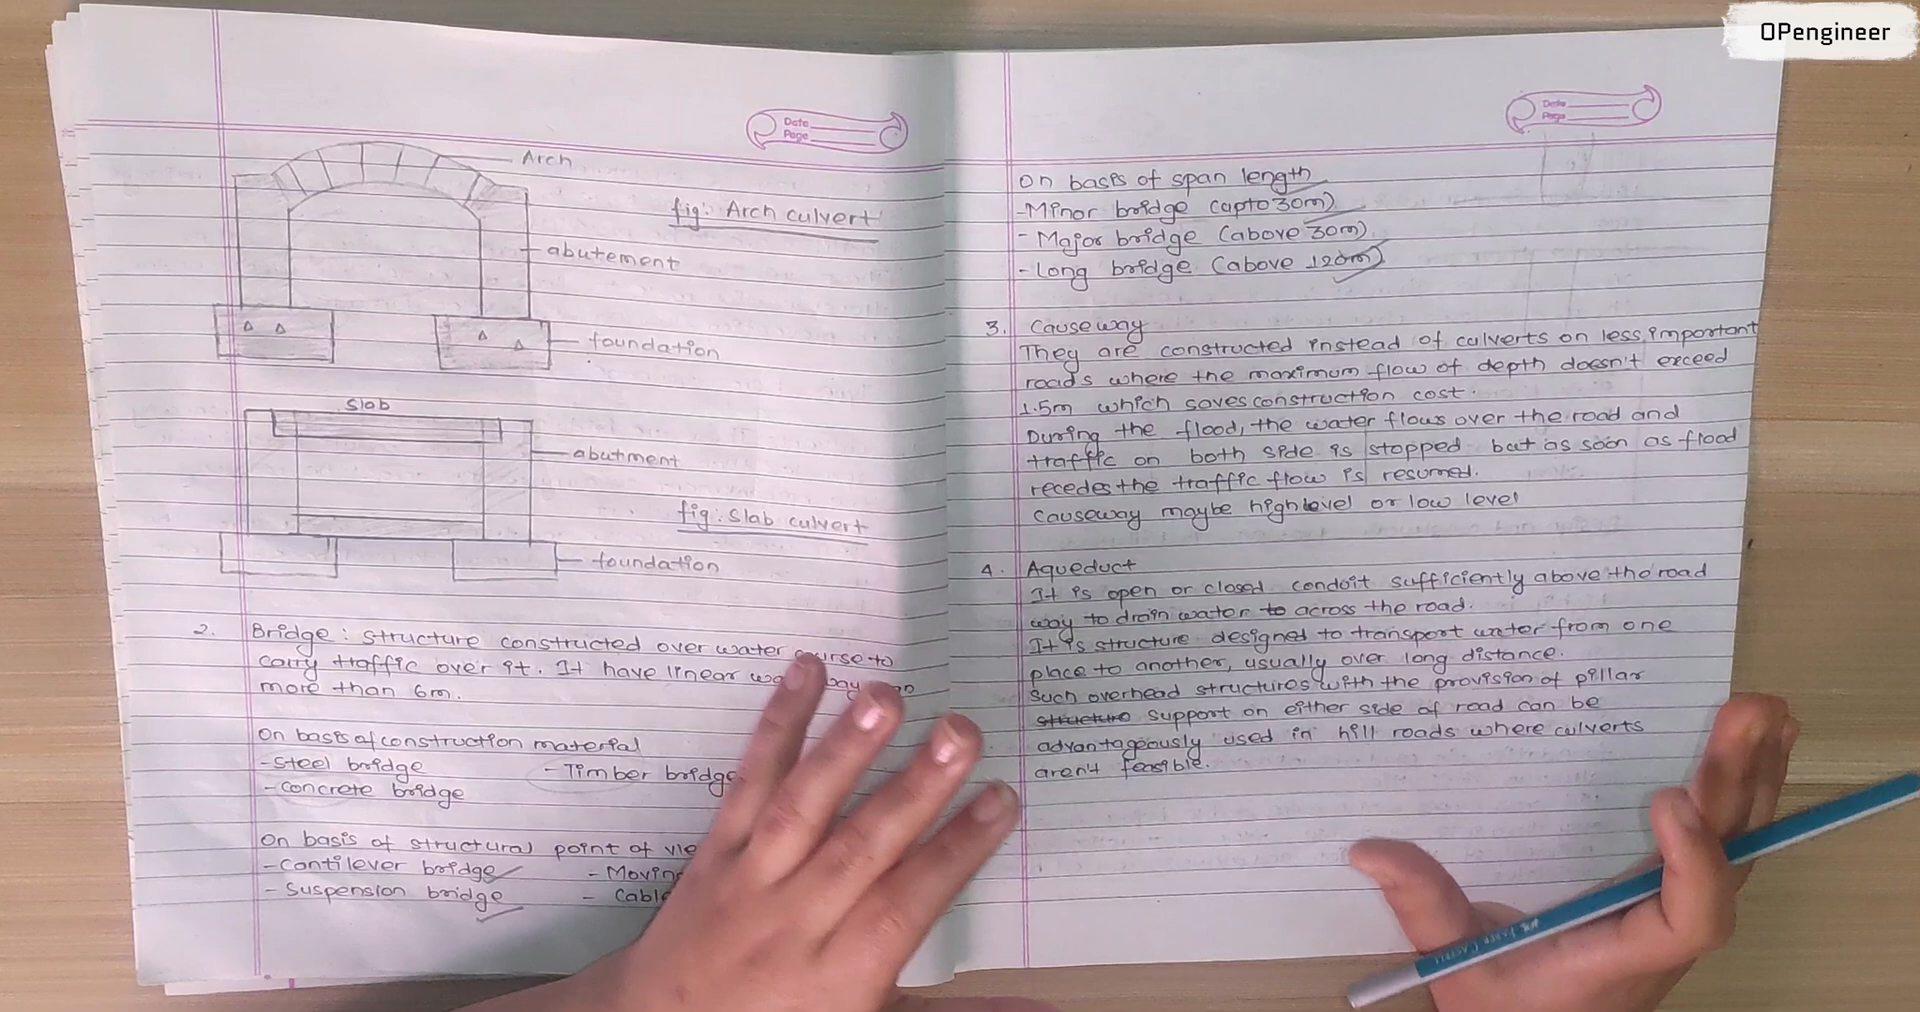 OPengineer
Date
Page
Arch
fig: Arch culvert
abutement
foundation
Slab
abutment
fig: Slab culvert
foundation
2. Bridge: structure constructed over water course to
carry traffic over it. It have linear
more than 6m.
On basis of construction material
-Steel bridge - Timber bridge
-concrete bridge
On basis of structural point of
-Cantilever bridge - Moving
- Suspension bridge -
Date
Page
On basis of span length
-Minor bridge (upto 30m)
- Major bridge (above 30m)
- Long bridge (above 120m)
3. Causeway
They are constructed instead of culverts on less important
roads where the maximum flow of depth doesn't exceed
1.5m which saves construction cost.
During the flood, the water flows over the road and
traffic on both side is stopped but as soon as flood
recedes the traffic flow is resumed.
Causeway maybe high level or low level
4. Aqueduct
It is open or closed conduit sufficiently above the road
way to drain water to across the road.
It is structure designed to transport water from one
place to another, usually over long distance.
Such overhead structures with the provision of pillar
structure support on either side of road can be
advantageously used in hill roads where culverts
aren't feasible.